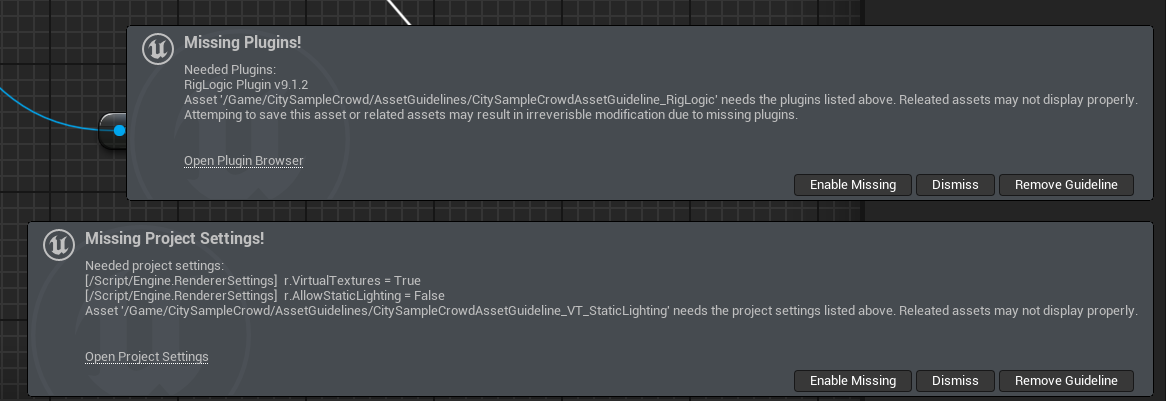 Missing Plugins!
Needed Plugins:
RigLogic Plugin v9.1.2
Asset '/Game/CitySampleCrowd/AssetGuidelines/CitySampleCrowdAssetGuideline_RigLogic' needs the plugins listed above. Releated assets may not display properly.
Attemping to save this asset or related assets may result in irreverisble modification due to missing plugins.
Open Plugin Browser
Enable Missing Dismiss Remove Guideline
Missing Project Settings!
Needed project settings:
[/Script/Engine.RendererSettings] r.VirtualTextures = True
[/Script/Engine.RendererSettings] r.AllowStaticLighting = False
Asset '/Game/CitySampleCrowd/AssetGuidelines/CitySampleCrowdAssetGuideline_VT_StaticLighting' needs the project settings listed above. Releated assets may not display properly.
Open Project Settings
Enable Missing Dismiss Remove Guideline